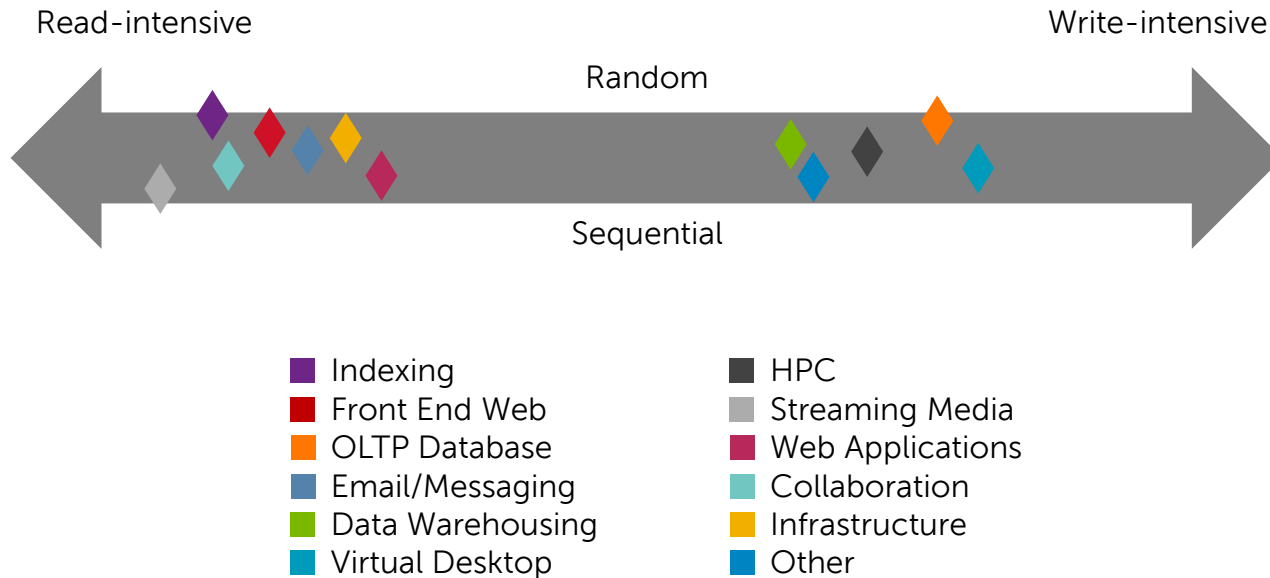 Read-intensive
Write-intensive
Random
Sequential
Indexing
Front End Web
OLTP Database
Email/Messaging
Data Warehousing
Virtual Desktop
HPC
Streaming Media
Web Applications
Collaboration
Infrastructure
Other